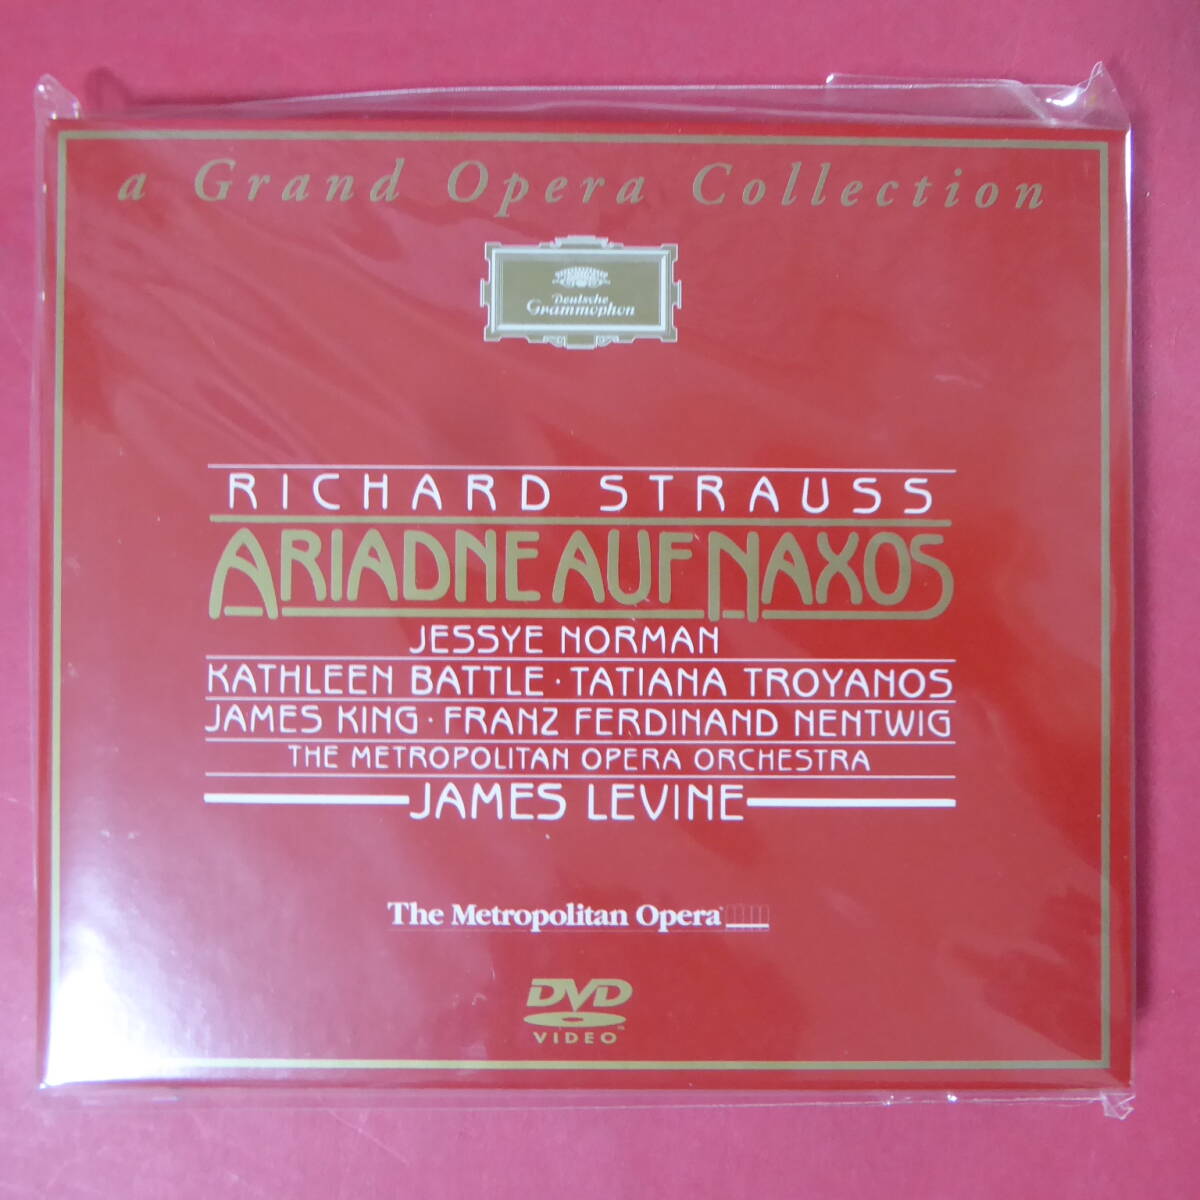 a Grand Opera Collection
Deutsche
Grammophon
RICHARD STRAUSS
ARIADNE AUF NAXOS
JESSYE NORMAN
KATHLEEN BATTLE · TATIANA TROYANOS
JAMES KING · FRANZ FERDINAND NENTWIG
THE METROPOLITAN OPERA ORCHESTRA
JAMES LEVINE
The Metropolitan Opera
DVD
VIDEO